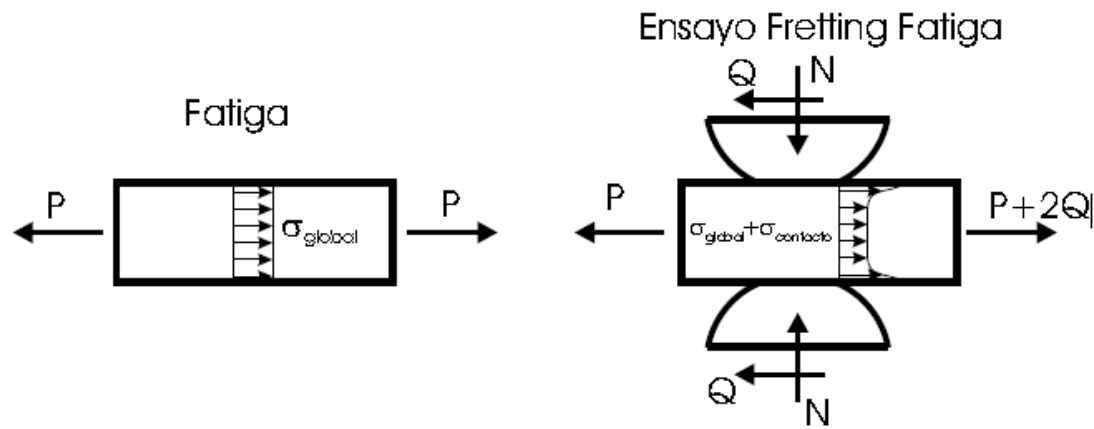 Fatiga
P
P
σglobal
Ensayo Fretting Fatiga
Q
N
P
σglobal+σcontacto
P+2Q|
Q
N